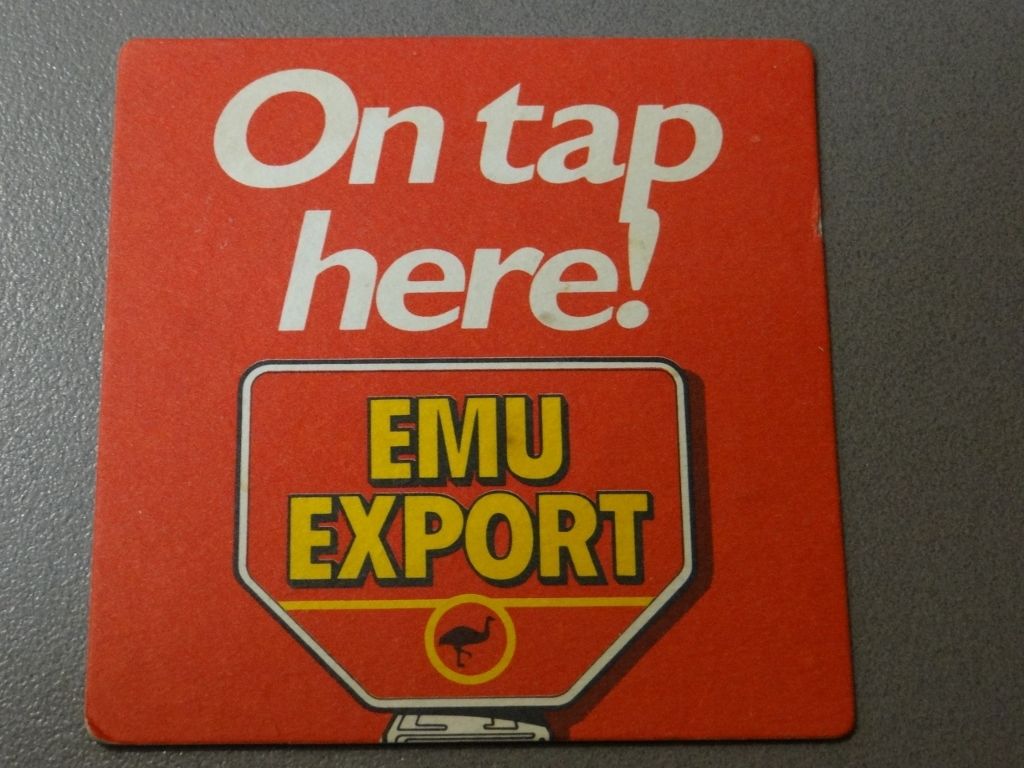 On tap
here!
EMU
EXPORT